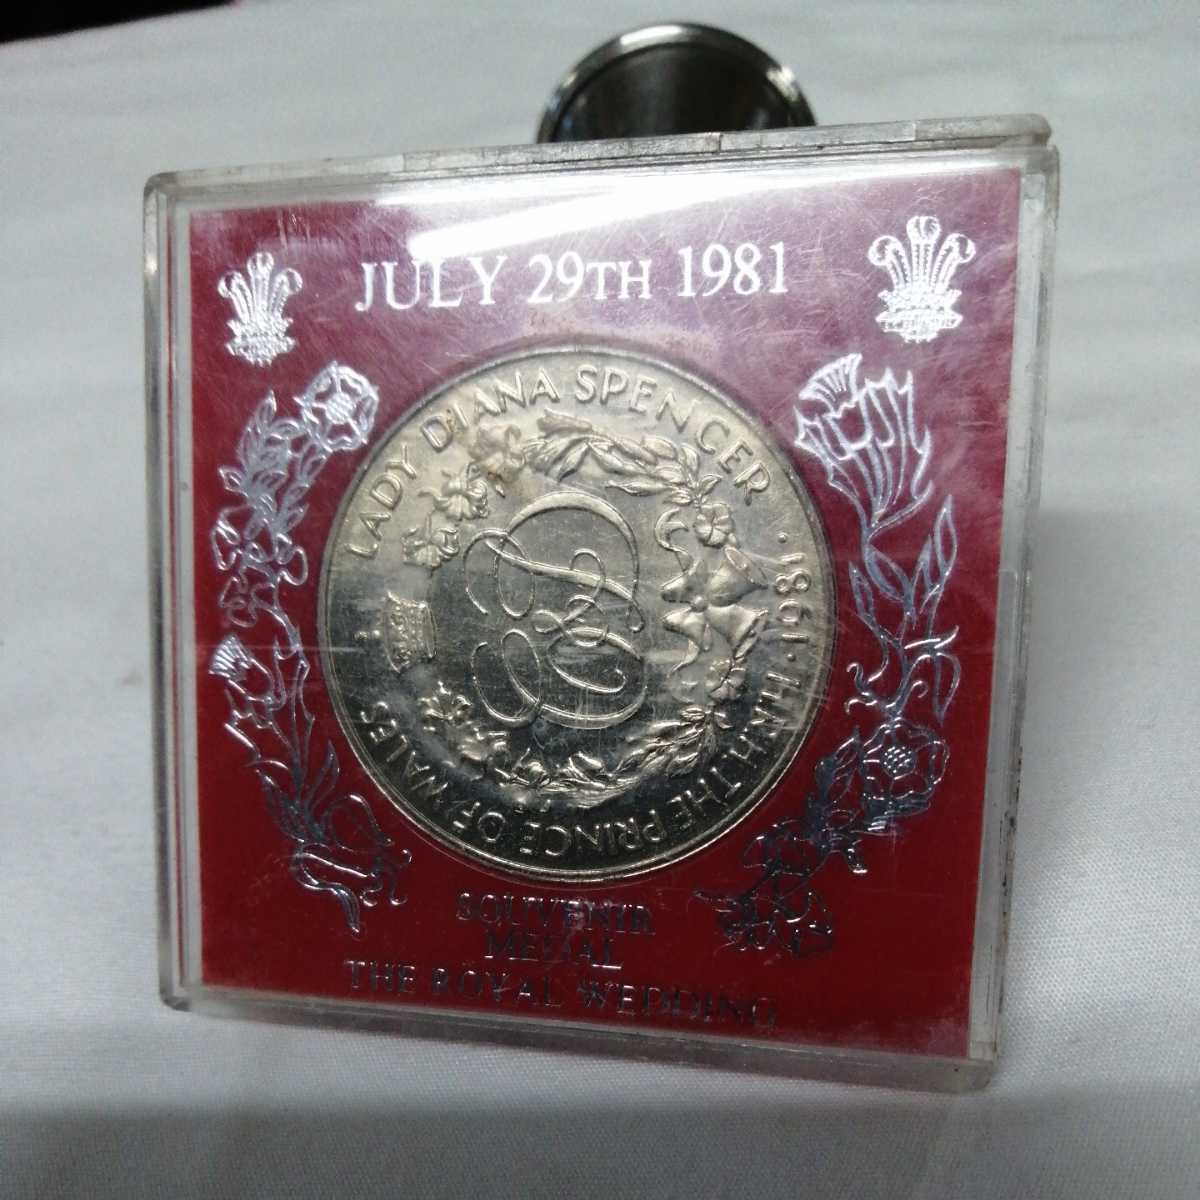 JULY 29TH 1981
LADY DIANA SPENCER
· 1981 · H.R.H. THE PRINCE OF WALES
SOUVENIR
MEDAL
THE ROYAL WEDDING